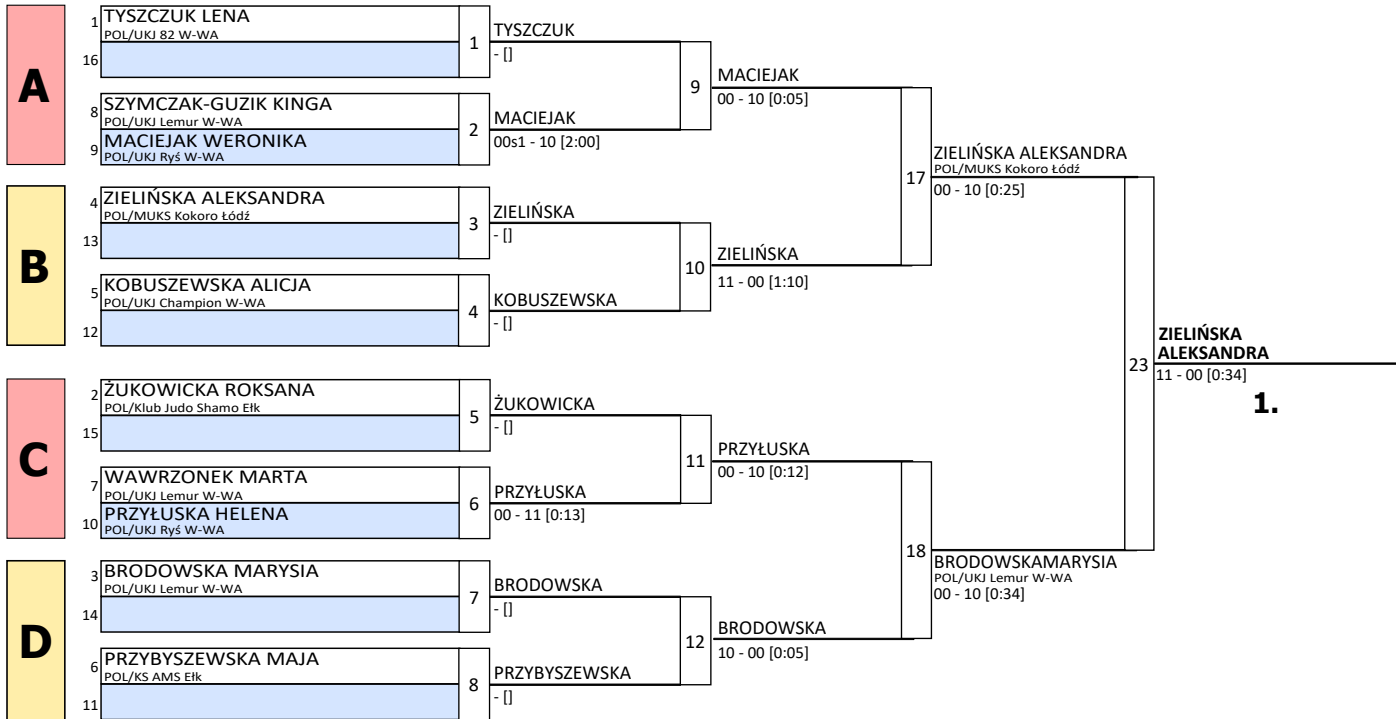 A
1 TYSZCZUK LENA
POL/UKJ 82 W-WA
16
1
TYSZCZUK
- []
8 SZYMCZAK-GUZIK KINGA
POL/UKJ Lemur W-WA
9 MACIEJAK WERONIKA
POL/UKJ Ryś W-WA
2
MACIEJAK
00s1 - 10 [2:00]
9
MACIEJAK
00 - 10 [0:05]
B
4 ZIELIŃSKA ALEKSANDRA
POL/MUKS Kokoro Łódź
13
3
ZIELIŃSKA
- []
5 KOBUSZEWSKA ALICJA
POL/UKJ Champion W-WA
12
4
KOBUSZEWSKA
- []
10
ZIELIŃSKA
11 - 00 [1:10]
17
ZIELIŃSKA ALEKSANDRA
POL/MUKS Kokoro Łódź
00 - 10 [0:25]
C
2 ŻUKOWICKA ROKSANA
POL/Klub Judo Shamo Ełk
15
5
ŻUKOWICKA
- []
7 WAWRZONEK MARTA
POL/UKJ Lemur W-WA
10 PRZYŁUSKA HELENA
POL/UKJ Ryś W-WA
6
PRZYŁUSKA
00 - 11 [0:13]
11
PRZYŁUSKA
00 - 10 [0:12]
D
3 BRODOWSKA MARYSIA
POL/UKJ Lemur W-WA
14
7
BRODOWSKA
- []
6 PRZYBYSZEWSKA MAJA
POL/KS AMS Ełk
11
8
PRZYBYSZEWSKA
- []
12
BRODOWSKA
10 - 00 [0:05]
18
BRODOWSKAMARYSIA
POL/UKJ Lemur W-WA
00 - 10 [0:34]
23
ZIELIŃSKA
ALEKSANDRA
11 - 00 [0:34]
1.